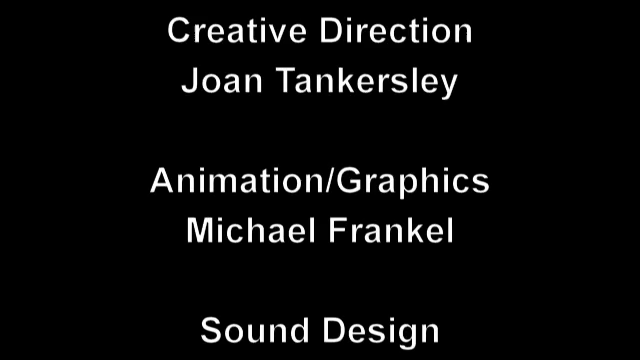 Creative Direction
Joan Tankersley
Animation/Graphics
Michael Frankel
Sound Design